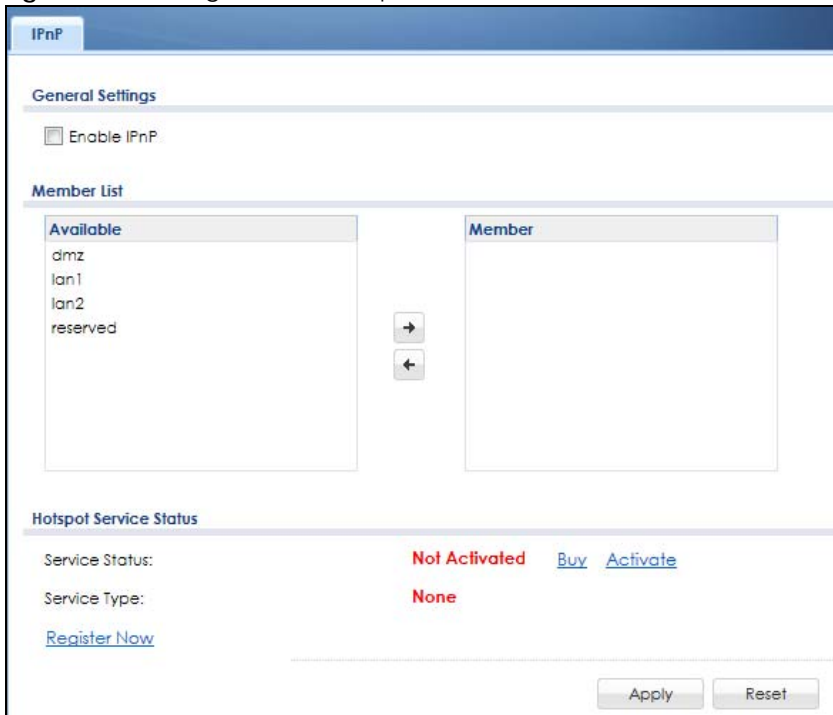 IPnP
General Settings
Enable IPnP
Member List
Available
Member
dmz
lan1
lan2
reserved
Hotspot Service Status
Service Status: Not Activated Buy Activate
Service Type: None
Register Now
Apply Reset